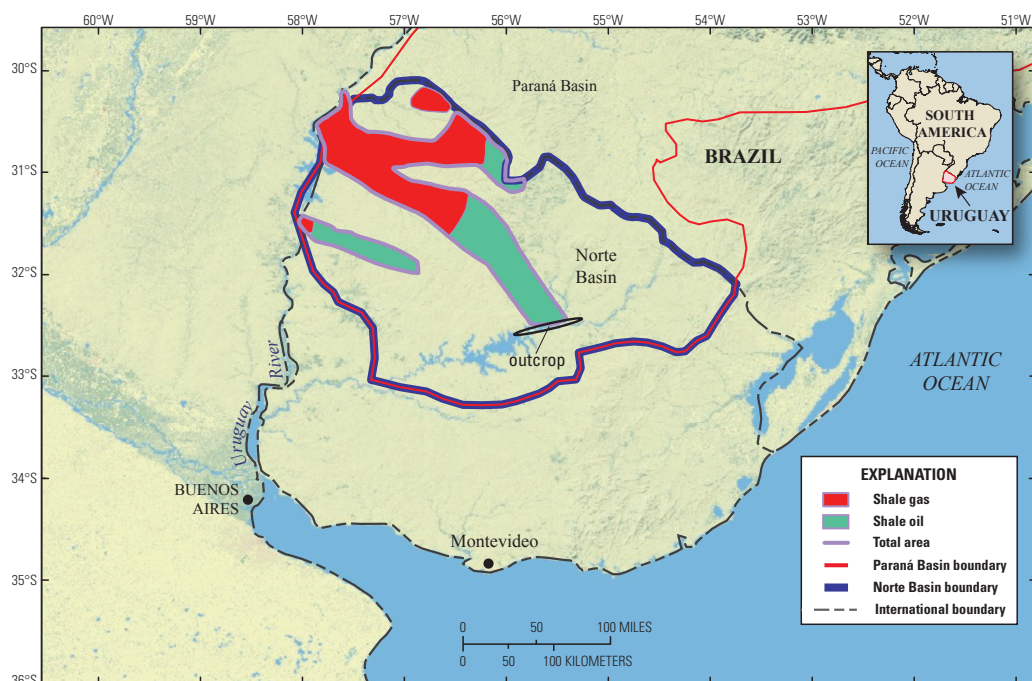 60°W 59°W 58°W 57°W 56°W 55°W 54°W 53°W 52°W 51°W
30°S
31°S
32°S
33°S
34°S
35°S
36°S
Paraná Basin
BRAZIL
Norte
Basin
outcrop
Uruguay River
BUENOS
AIRES
Montevideo
ATLANTIC
OCEAN
SOUTH
AMERICA
PACIFIC
OCEAN
ATLANTIC
OCEAN
URUGUAY
EXPLANATION
Shale gas
Shale oil
Total area
Paraná Basin boundary
Norte Basin boundary
International boundary
0 50 100 MILES
0 50 100 KILOMETERS